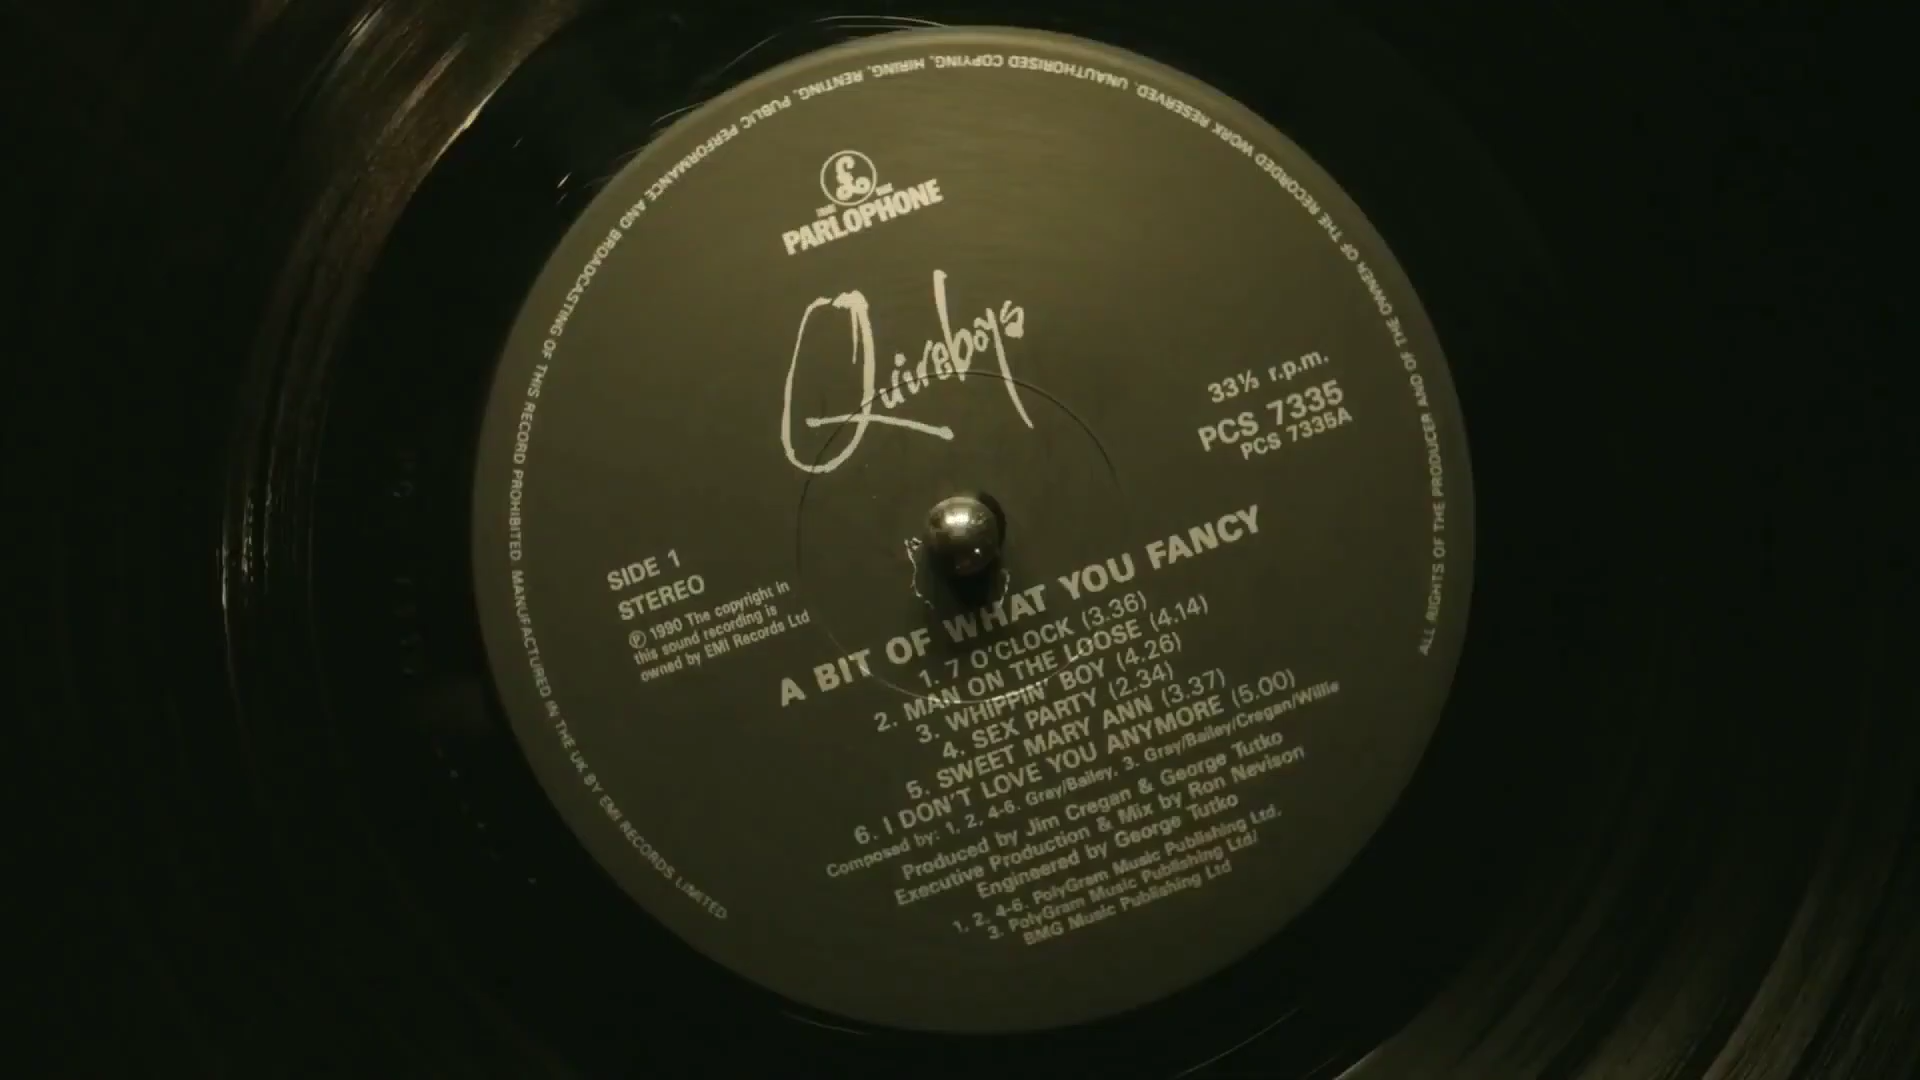 £
PARLOPHONE
Quireboys
33⅓ r.p.m.
PCS 7335
PCS 7335A
SIDE 1
STEREO
℗ 1990 The copyright in
this sound recording is
owned by EMI Records Ltd
A BIT OF WHAT YOU FANCY
1. 7 O'CLOCK (3.36)
2. MAN ON THE LOOSE (4.14)
3. WHIPPIN' BOY (4.26)
4. SEX PARTY (2.34)
5. SWEET MARY ANN (3.37)
6. I DON'T LOVE YOU ANYMORE (5.00)
Composed by: 1, 2, 4-6. Gray/Bailey, 3. Gray/Bailey/Cregan/Willie
Produced by Jim Cregan & George Tutko
Executive Production & Mix by Ron Nevison
Engineered by George Tutko
1, 2, 4-6. PolyGram Music Publishing Ltd.
3. PolyGram Music Publishing Ltd/
BMG Music Publishing Ltd
ALL RIGHTS OF THE PRODUCER AND OF THE OWNER OF THE RECORDED WORK RESERVED. UNAUTHORISED COPYING, HIRING, RENTING, PUBLIC PERFORMANCE AND BROADCASTING OF THIS RECORD PROHIBITED. MANUFACTURED IN THE UK BY EMI RECORDS LIMITED.